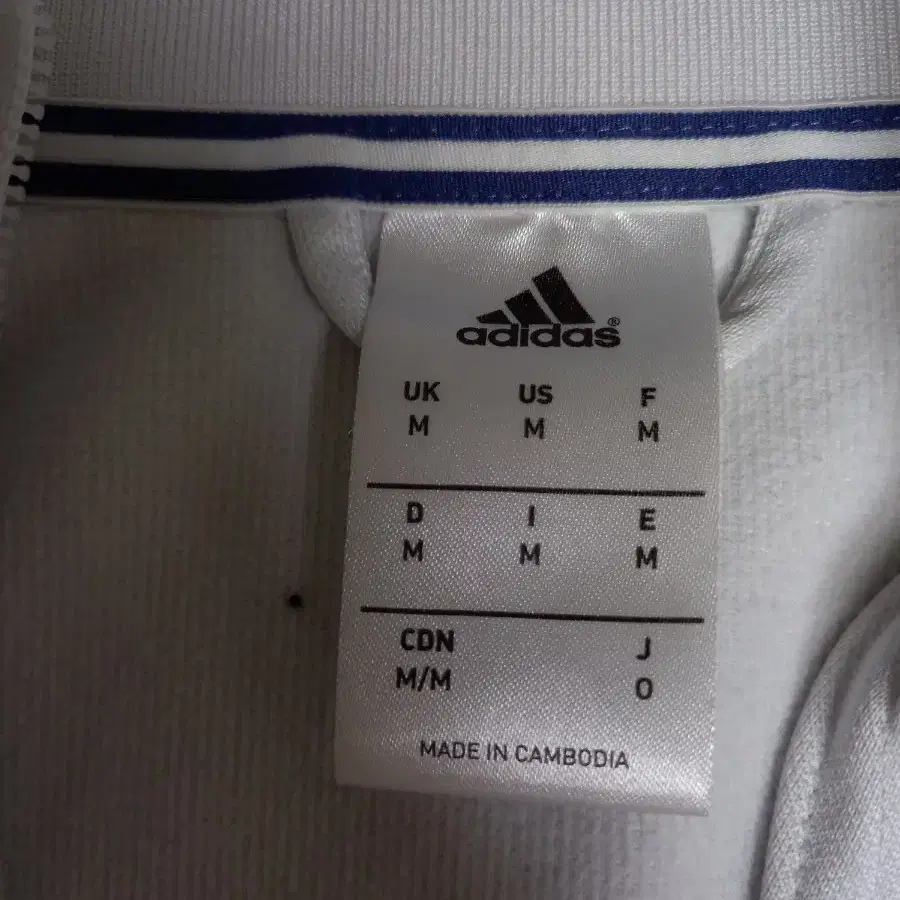 adidas®
UK US F
M M M
D I E
M M M
CDN J
M/M O
MADE IN CAMBODIA